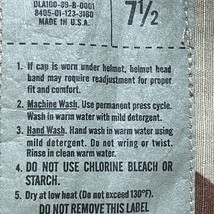 DLA100-89-B-0001
8405-01-123-3160
MADE IN U.S.A.
7½
1. If cap is worn under helmet, helmet head
band may require readjustment for proper
fit and comfort.
2. Machine Wash. Use permanent press cycle.
Wash in warm water with mild detergent.
3. Hand Wash. Hand wash in warm water using
mild detergent. Do not wring or twist.
Rinse in clean warm water.
4. DO NOT USE CHLORINE BLEACH OR
STARCH.
5. Dry at low heat (Do not exceed 130°F).
DO NOT REMOVE THIS LABEL